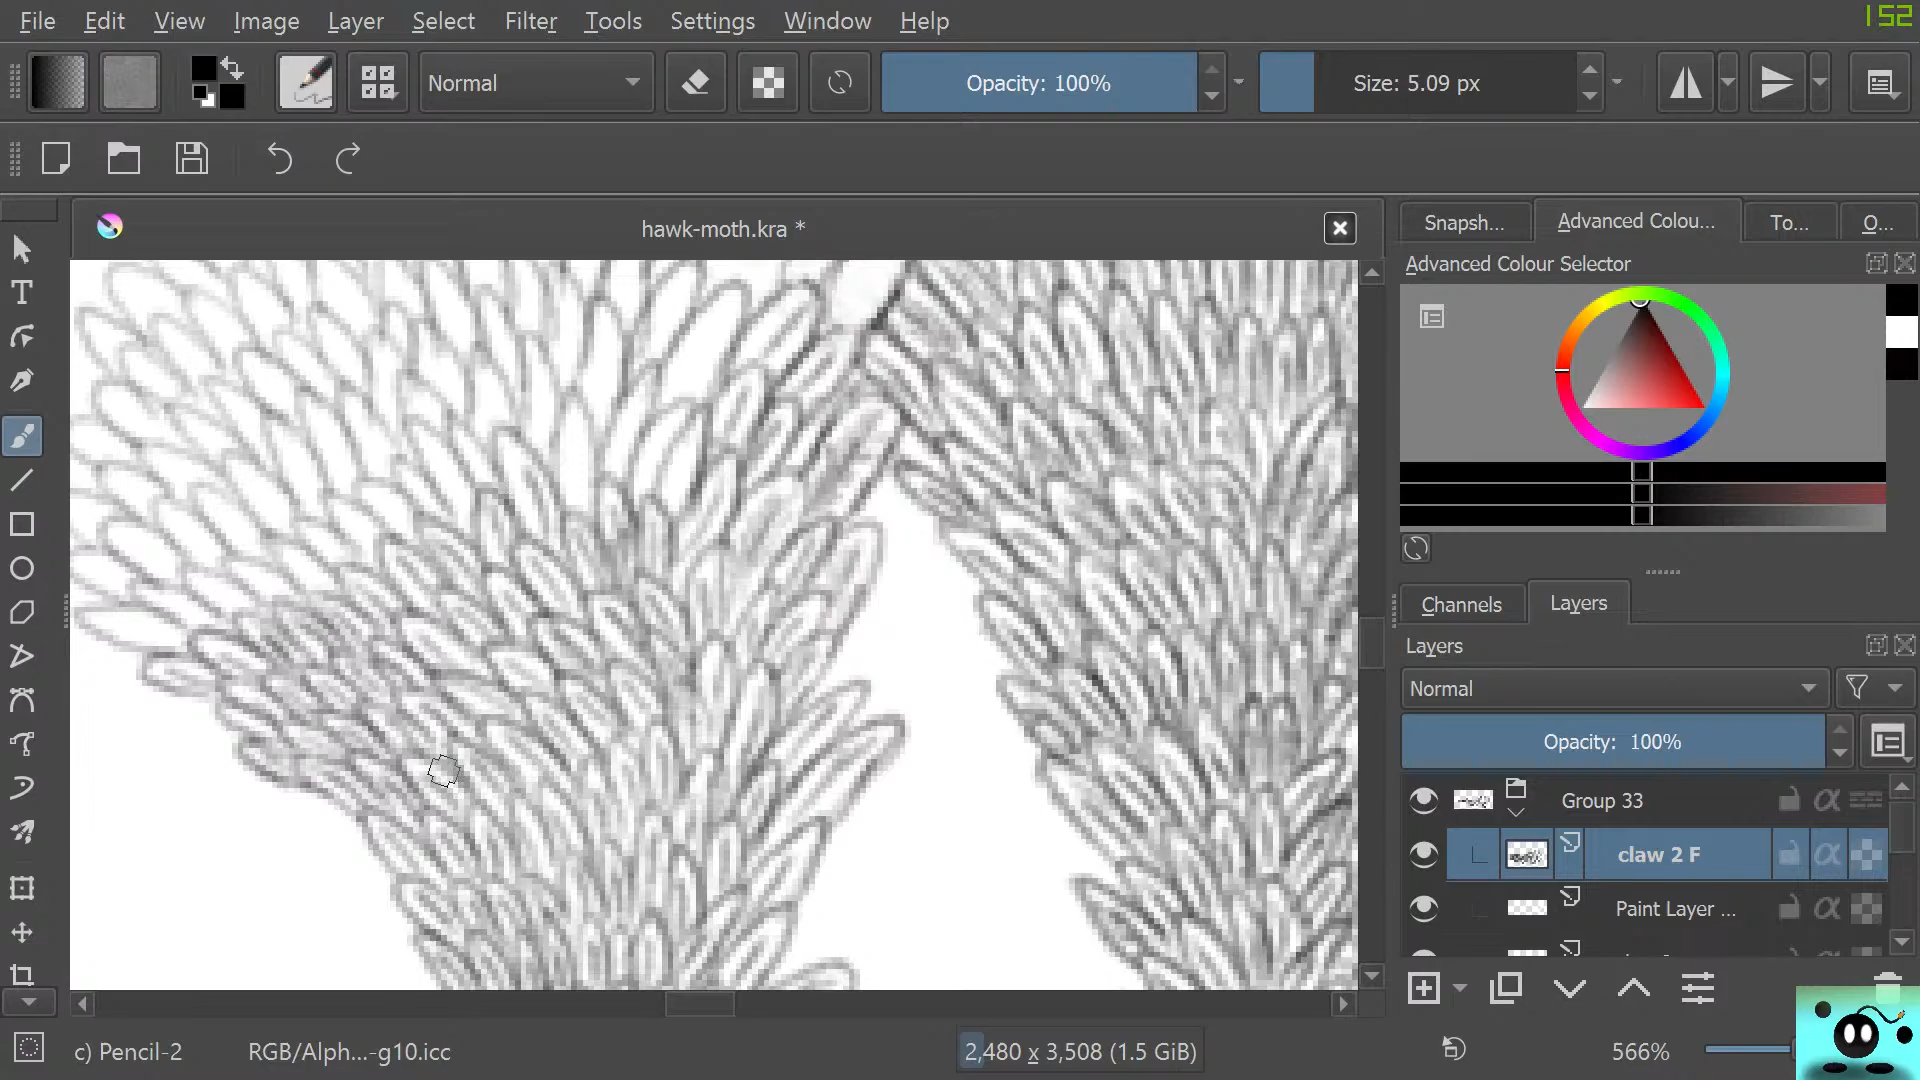 File Edit View Image Layer Select Filter Tools Settings Window Help
152
Normal
Opacity: 100%
Size: 5.09 px
hawk-moth.kra *
Snapsh... Advanced Colou... To... O...
Advanced Colour Selector
Channels Layers
Layers
Normal
Opacity: 100%
Group 33
claw 2 F
Paint Layer ...
c) Pencil-2
RGB/Alph...-g10.icc
2,480 x 3,508 (1.5 GiB)
566%